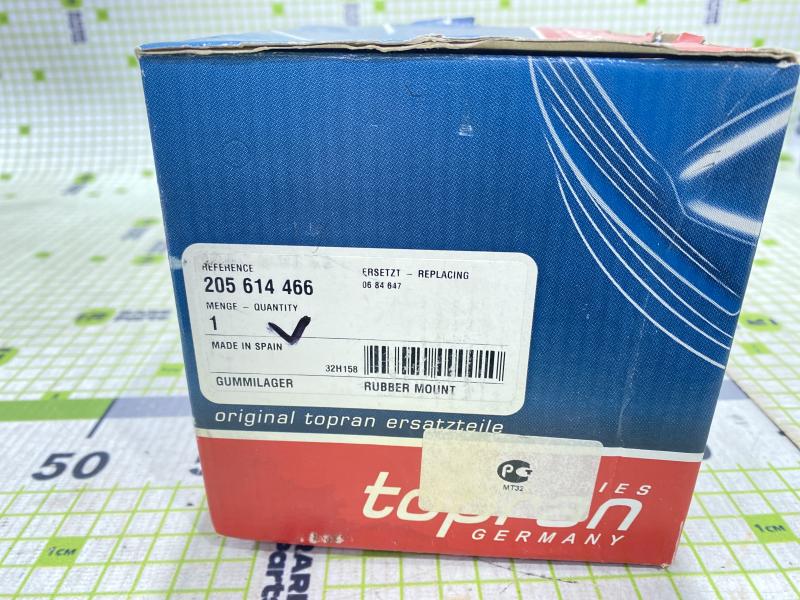 REFERENCE
205 614 466
ERSETZT – REPLACING
06 84 647
MENGE – QUANTITY
1
MADE IN SPAIN
32H158
GUMMILAGER
RUBBER MOUNT
original topran ersatzteile
PG
MT32
RIES
topran
GERMANY
50
1CM
1CM